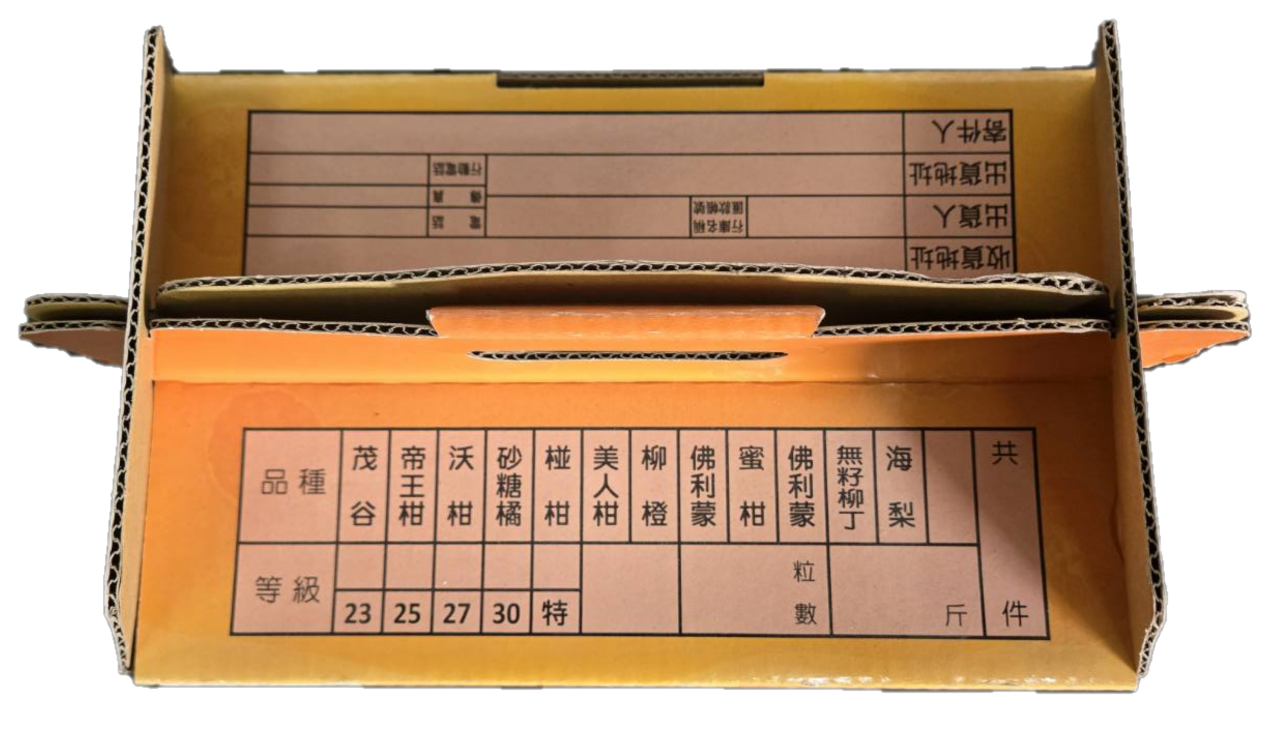 寄件人
出貨地址
行動電話
傳真
出貨人
行庫名稱
匯款帳號
電話
收貨地址
品種 茂谷 帝王柑 沃柑 砂糖橘 椪柑 美人柑 柳橙 佛利蒙 蜜柑 佛利蒙 無籽柳丁 海梨 共件
等級 粒數 斤
23 25 27 30 特